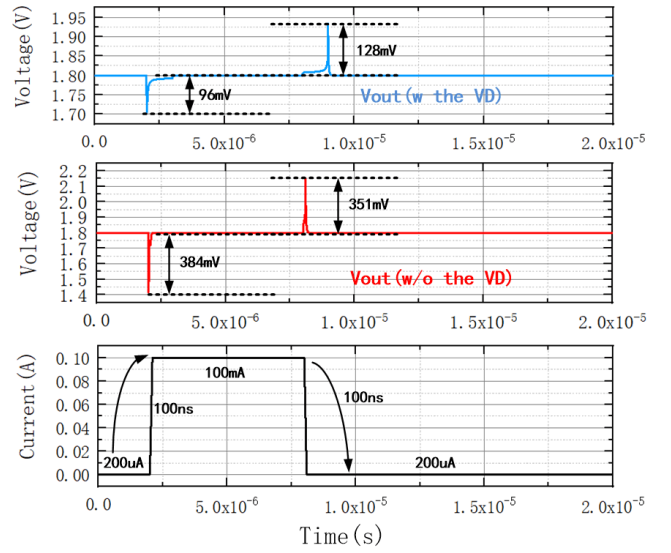 Voltage(V)
1.95
1.90
1.85
1.80
1.75
1.70
128mV
96mV
Vout(w the VD)
0.0
5.0x10-6
1.0x10-5
1.5x10-5
2.0x10-5
Voltage(V)
2.2
2.1
2.0
1.9
1.8
1.7
1.6
1.5
1.4
351mV
384mV
Vout(w/o the VD)
0.0
5.0x10-6
1.0x10-5
1.5x10-5
2.0x10-5
Current(A)
0.10
0.08
0.06
0.04
0.02
0.00
100mA
100ns
100ns
200uA
200uA
0.0
5.0x10-6
1.0x10-5
1.5x10-5
2.0x10-5
Time(s)